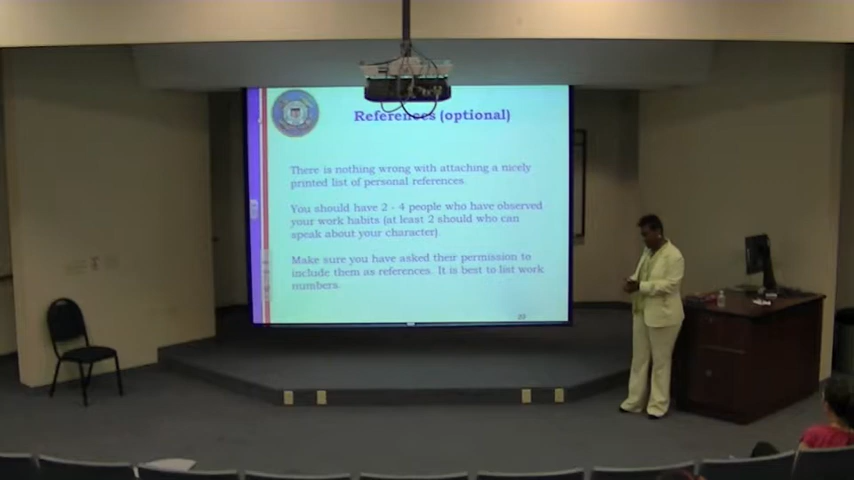 References (optional)
There is nothing wrong with attaching a nicely
printed list of personal references.
You should have 2 - 4 people who have observed
your work habits (at least 2 should who can
speak about your character)
Make sure you have asked their permission to
include them as references. It is best to list work
numbers.